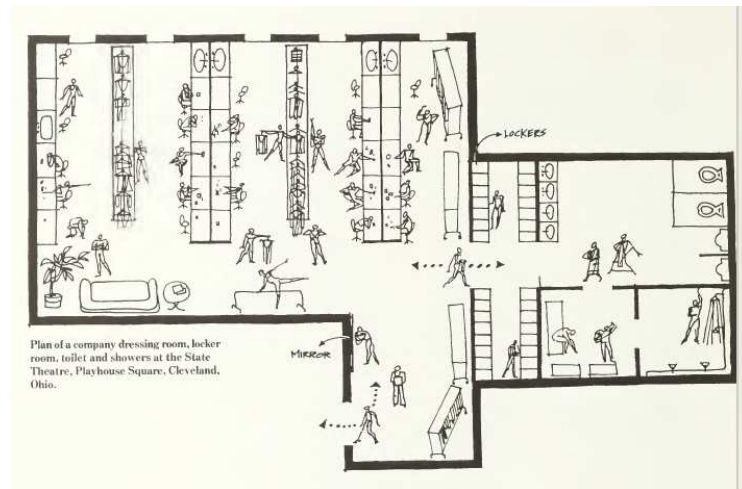 LOCKERS
Plan of a company dressing room, locker
room, toilet and showers at the State
Theatre, Playhouse Square, Cleveland,
Ohio.
MIRROR